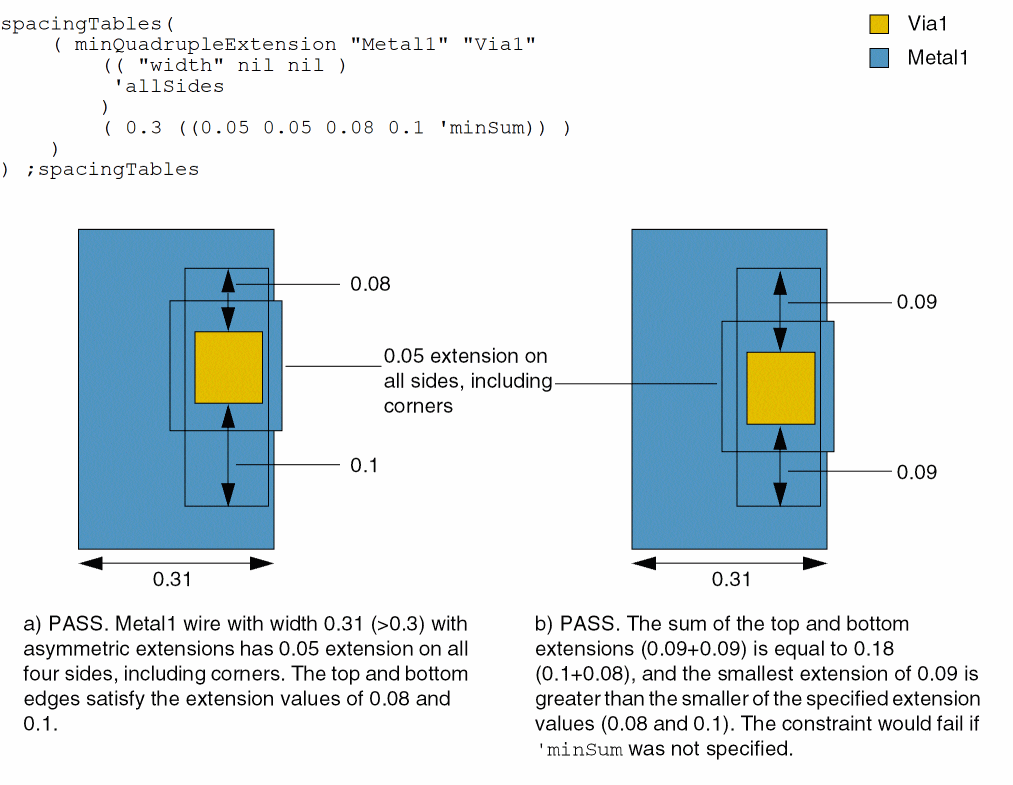 spacingTables(
( minQuadrupleExtension "Metal1" "Via1"
(( "width" nil nil )
'allSides
)
( 0.3 ((0.05 0.05 0.08 0.1 'minSum)) )
)
) ;spacingTables
Via1
Metal1
0.08
0.05 extension on
all sides, including
corners
0.1
0.31
0.09
0.09
0.31
a) PASS. Metal1 wire with width 0.31 (>0.3) with
asymmetric extensions has 0.05 extension on all
four sides, including corners. The top and bottom
edges satisfy the extension values of 0.08 and
0.1.
b) PASS. The sum of the top and bottom
extensions (0.09+0.09) is equal to 0.18
(0.1+0.08), and the smallest extension of 0.09 is
greater than the smaller of the specified extension
values (0.08 and 0.1). The constraint would fail if
'minSum was not specified.